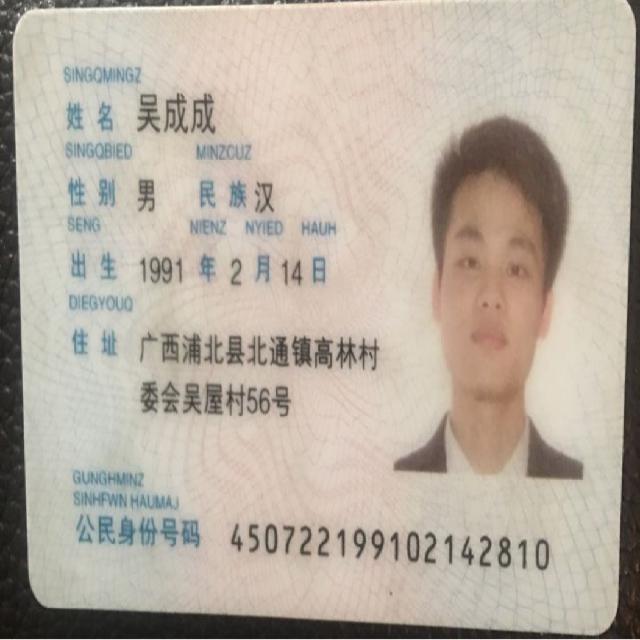 SINGQMINGZ
姓名 吴成成
SINGQBIED MINZCUZ
性别 男 民族 汉
SENG NIENZ NYIED HAUH
出生 1991 年 2 月 14 日
DIEGYOUQ
住址 广西浦北县北通镇高林村
委会吴屋村56号
GUNGHMINZ
SINHFWN HAUMAJ
公民身份号码 450722199102142810